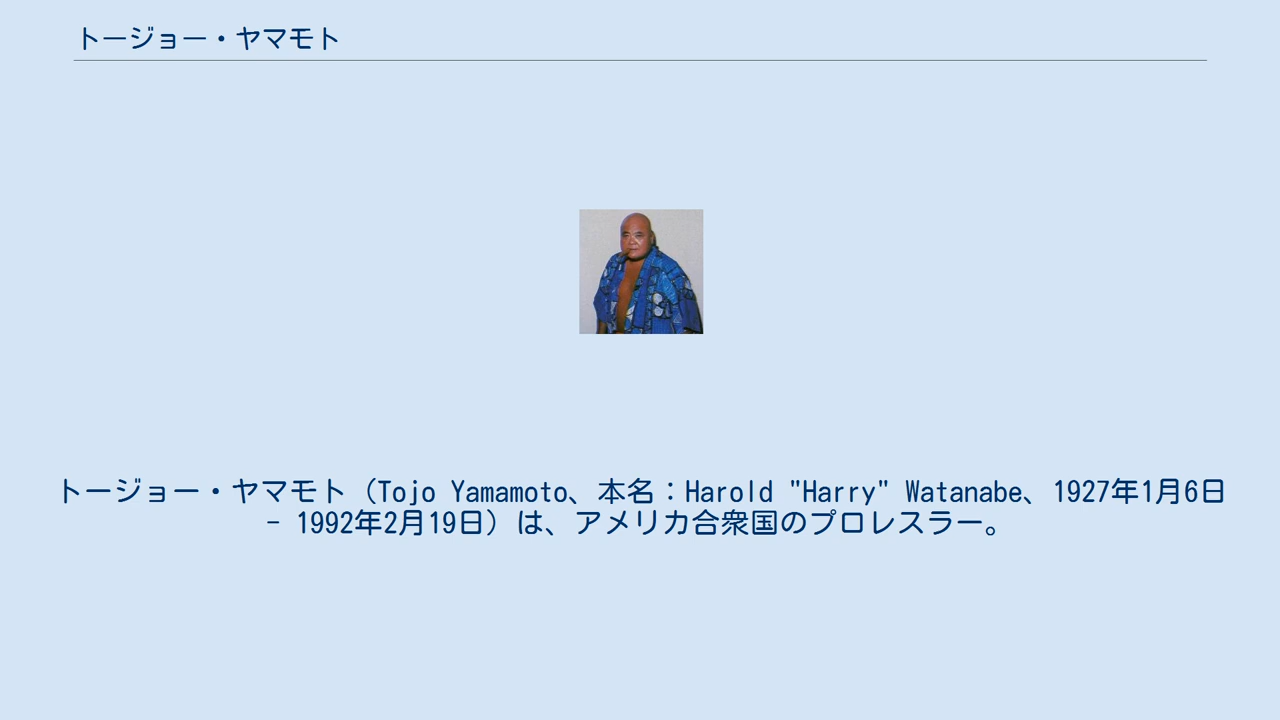 トージョー・ヤマモト
トージョー・ヤマモト（Tojo Yamamoto、本名：Harold "Harry" Watanabe、1927年1月6日
- 1992年2月19日）は、アメリカ合衆国のプロレスラー。